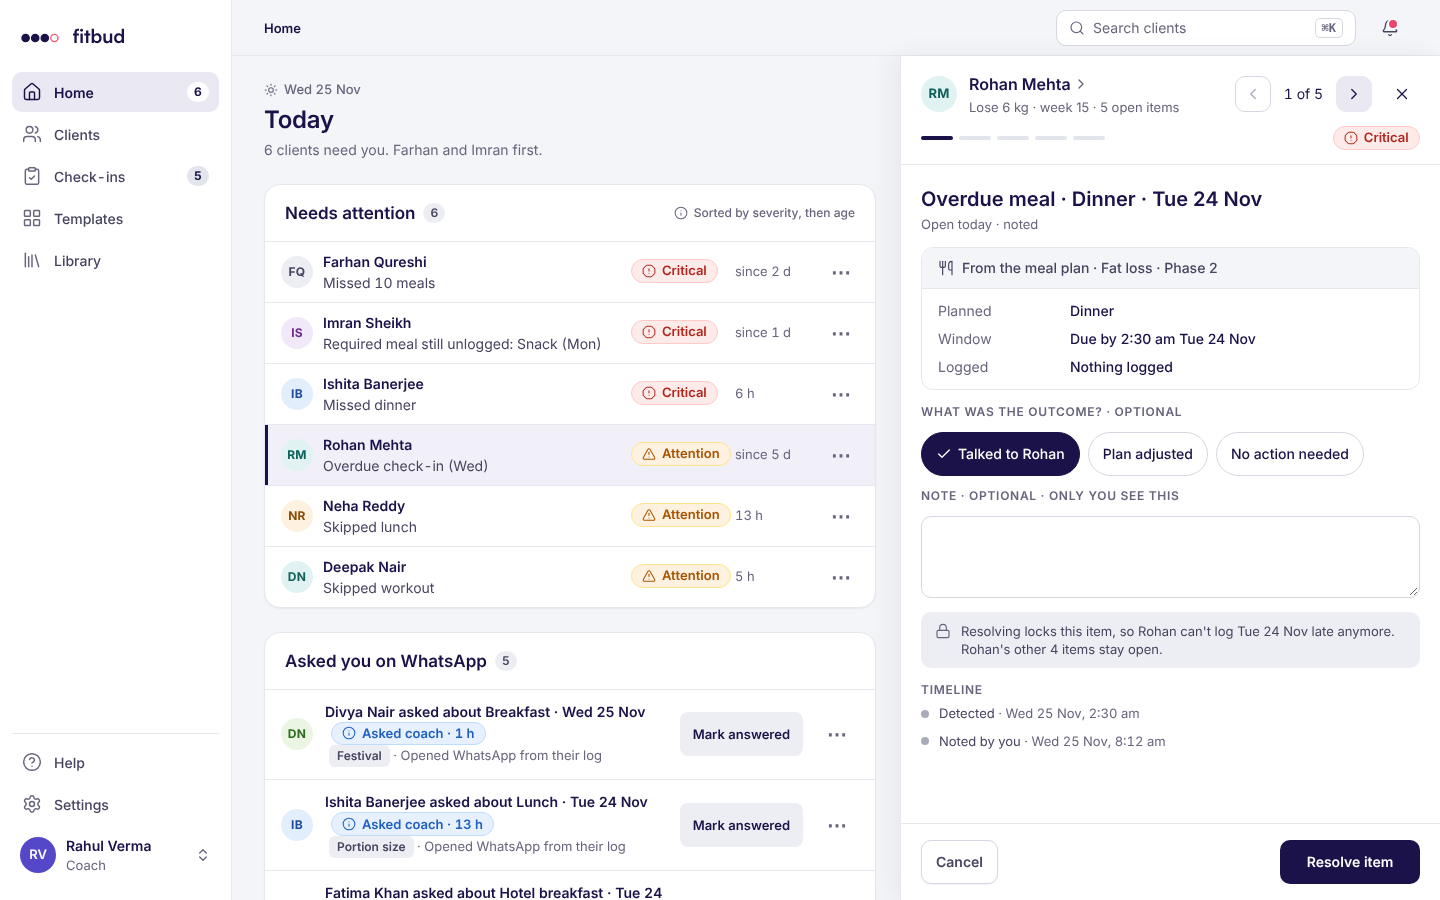 fitbud
Home 6
Clients
Check-ins 5
Templates
Library
Help
Settings
RV Rahul Verma
Coach
Home
Search clients ⌘K
Wed 25 Nov
Today
6 clients need you. Farhan and Imran first.
Needs attention 6 Sorted by severity, then age
FQ Farhan Qureshi
Missed 10 meals
Critical since 2 d
IS Imran Sheikh
Required meal still unlogged: Snack (Mon)
Critical since 1 d
IB Ishita Banerjee
Missed dinner
Critical 6 h
RM Rohan Mehta
Overdue check-in (Wed)
Attention since 5 d
NR Neha Reddy
Skipped lunch
Attention 13 h
DN Deepak Nair
Skipped workout
Attention 5 h
Asked you on WhatsApp 5
DN Divya Nair asked about Breakfast · Wed 25 Nov
Asked coach · 1 h
Festival · Opened WhatsApp from their log
Mark answered
IB Ishita Banerjee asked about Lunch · Tue 24 Nov
Asked coach · 13 h
Portion size · Opened WhatsApp from their log
Mark answered
Fatima Khan asked about Hotel breakfast · Tue 24
RM Rohan Mehta
Lose 6 kg · week 15 · 5 open items
1 of 5
Critical
Overdue meal · Dinner · Tue 24 Nov
Open today · noted
From the meal plan · Fat loss · Phase 2
Planned Dinner
Window Due by 2:30 am Tue 24 Nov
Logged Nothing logged
WHAT WAS THE OUTCOME? · OPTIONAL
Talked to Rohan Plan adjusted No action needed
NOTE · OPTIONAL · ONLY YOU SEE THIS
Resolving locks this item, so Rohan can't log Tue 24 Nov late anymore.
Rohan's other 4 items stay open.
TIMELINE
Detected · Wed 25 Nov, 2:30 am
Noted by you · Wed 25 Nov, 8:12 am
Cancel Resolve item